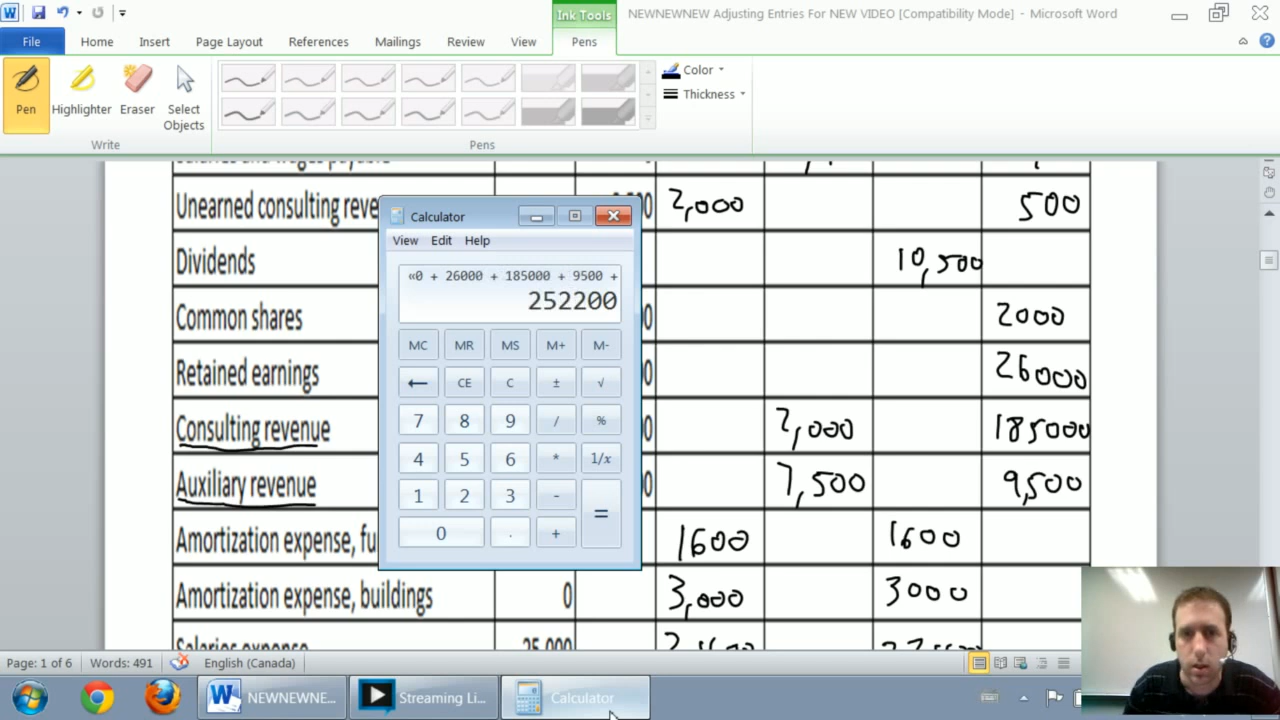 NEWNEWNEW Adjusting Entries For NEW VIDEO [Compatibility Mode] - Microsoft Word
Ink Tools
File Home Insert Page Layout References Mailings Review View Pens
Pen Highlighter Eraser Select Objects
Color
Thickness
Write Pens
Unearned consulting reve 2,000 500
Dividends 10,500
Common shares 2000
Retained earnings 26000
Consulting revenue 2,000 185000
Auxiliary revenue 7,500 9,500
Amortization expense, fu 1600 1600
Amortization expense, buildings 0 3,000 3000
Salaries expense 25,000
Calculator
View Edit Help
«0 + 26000 + 185000 + 9500 +
252200
MC MR MS M+ M-
← CE C ± √
7 8 9 / %
4 5 6 * 1/x
1 2 3 - =
0 . +
Page: 1 of 6 Words: 491 English (Canada)
NEWNEWNE... Streaming Li... Calculator